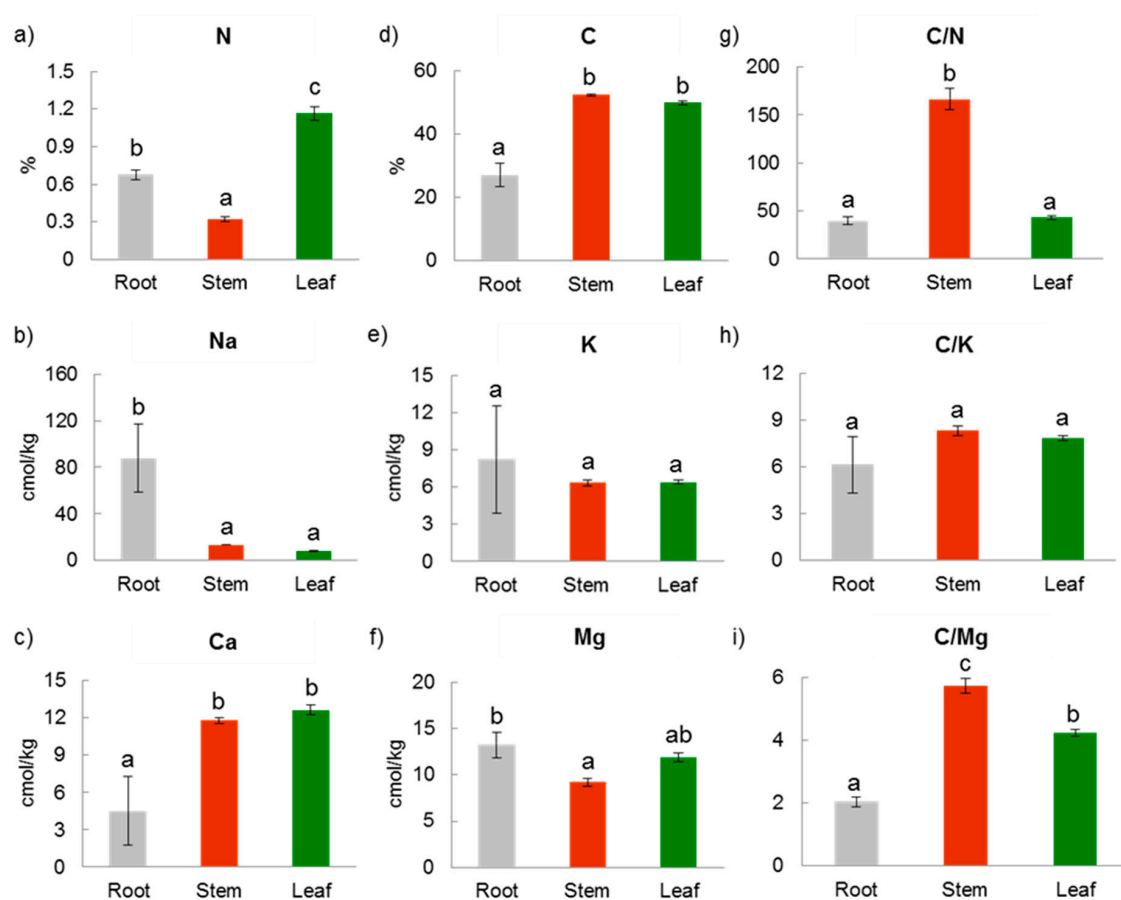 a) N
1.5
1.2
0.9
0.6
0.3
0
%
b
a
c
Root Stem Leaf
d) C
60
40
20
0
%
a
b
b
Root Stem Leaf
g) C/N
200
150
100
50
0
a
b
a
Root Stem Leaf
b) Na
160
120
80
40
0
cmol/kg
b
a
a
Root Stem Leaf
e) K
15
12
9
6
3
0
cmol/kg
a
a
a
Root Stem Leaf
h) C/K
12
9
6
3
0
a
a
a
Root Stem Leaf
c) Ca
15
12
9
6
3
0
cmol/kg
a
b
b
Root Stem Leaf
f) Mg
20
15
10
5
0
cmol/kg
b
a
ab
Root Stem Leaf
i) C/Mg
6
4
2
0
a
c
b
Root Stem Leaf